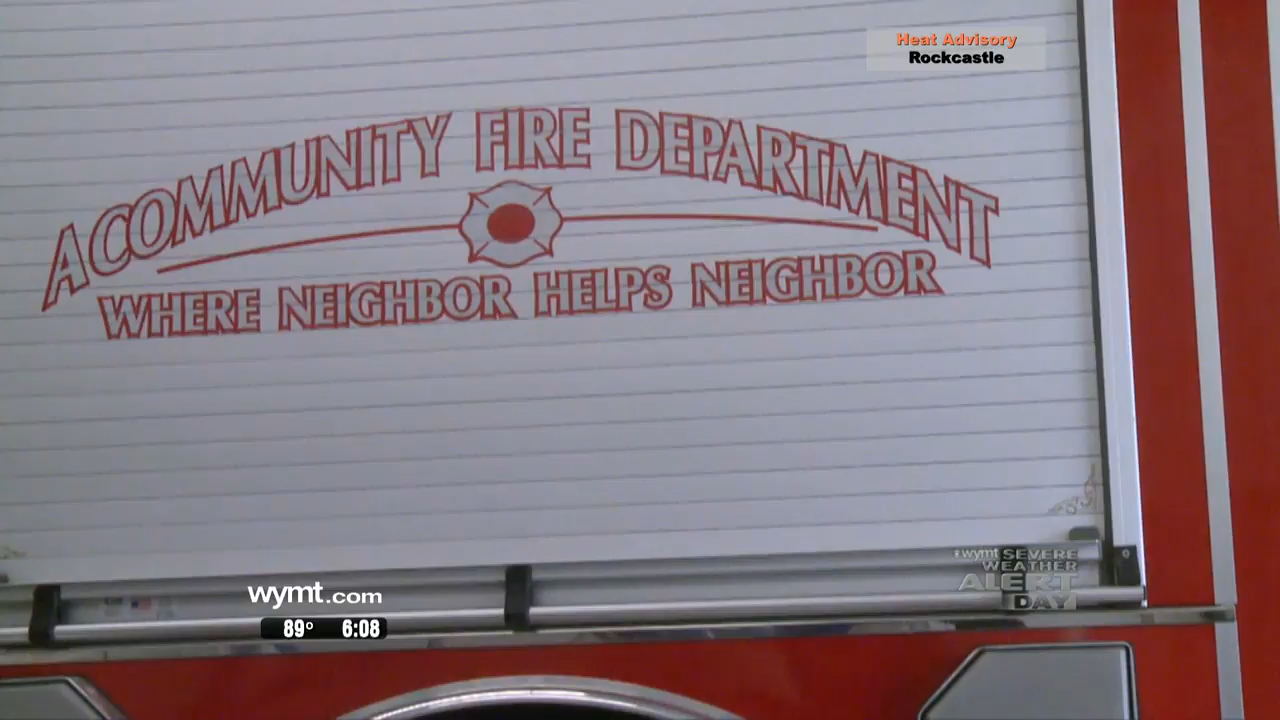 Heat Advisory
Rockcastle
A COMMUNITY FIRE DEPARTMENT
WHERE NEIGHBOR HELPS NEIGHBOR
wymt SEVERE
WEATHER
ALERT
DAY
wymt.com
89° 6:08